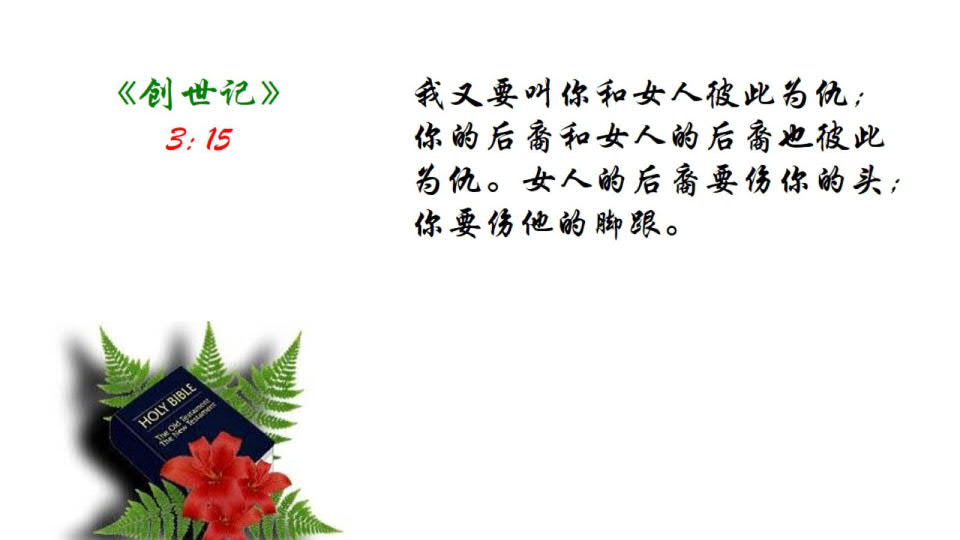 《创世记》
3: 15
我又要叫你和女人彼此为仇;
你的后裔和女人的后裔也彼此
为仇。女人的后裔要伤你的头;
你要伤他的脚跟。
HOLY BIBLE
The Old Testament
The New Testament